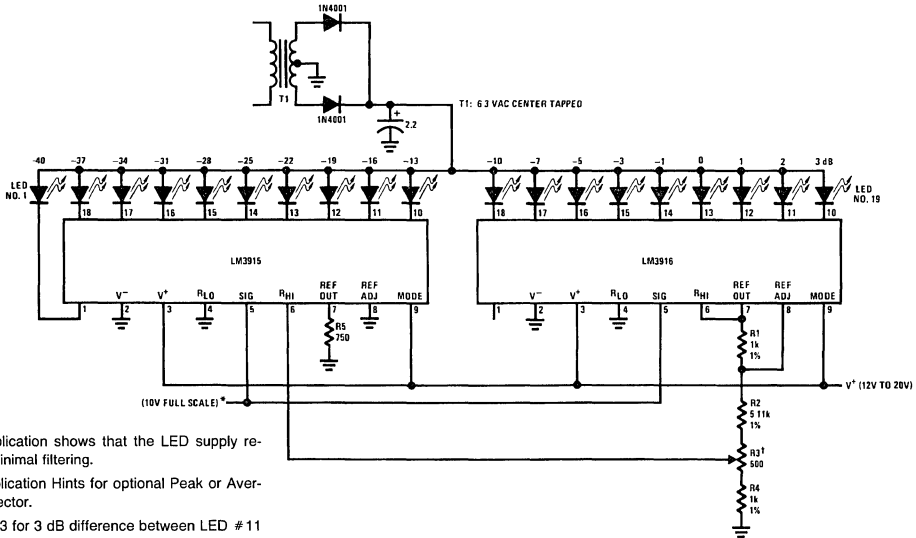 1N4001
T1
1N4001
+
2.2
T1: 6.3 VAC CENTER TAPPED
-40 -37 -34 -31 -28 -25 -22 -19 -16 -13 -10 -7 -5 -3 -1 0 1 2 3 dB
LED
NO. 1
LED
NO. 19
18 17 16 15 14 13 12 11 10 18 17 16 15 14 13 12 11 10
LM3915
LM3916
V− V+ RLO SIG RHI REF OUT REF ADJ MODE
1 2 3 4 5 6 7 8 9
V− V+ RLO SIG RHI REF OUT REF ADJ MODE
1 2 3 4 5 6 7 8 9
R5
750
R1
1k
1%
V+ (12V TO 20V)
(10V FULL SCALE) *
R2
5 11k
1%
R3†
500
R4
1k
1%
plication shows that the LED supply re-
inimal filtering.
plication Hints for optional Peak or Aver-
ector.
3 for 3 dB difference between LED #11